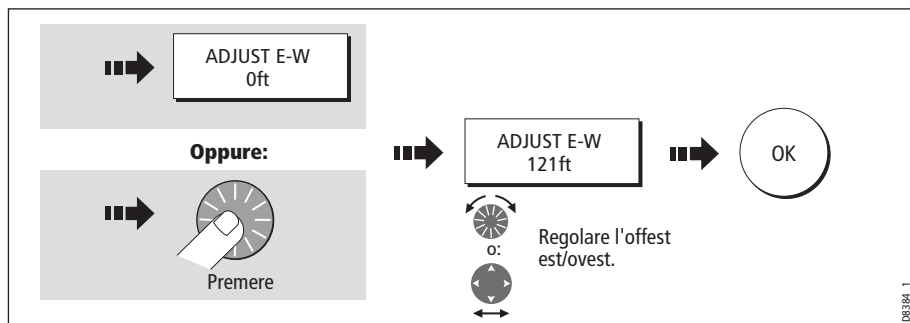 ADJUST E-W
0ft
Oppure:
Premere
ADJUST E-W
121ft
o:
Regolare l'offest
est/ovest.
OK
D8384_1